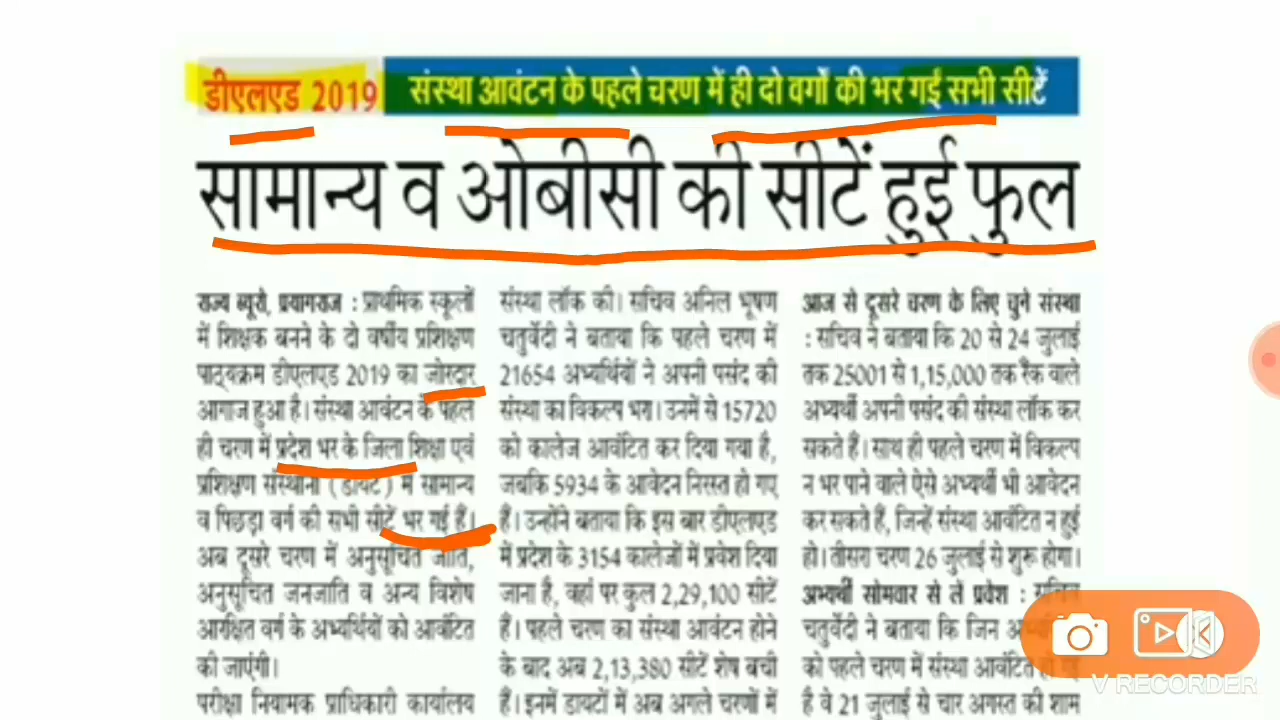 डीएलएड 2019
संस्था आवंटन के पहले चरण में ही दो वर्गों की भर गईं सभी सीटें
सामान्य व ओबीसी की सीटें हुई फुल
राज्य ब्यूरो, प्रयागराज : प्राथमिक स्कूलों
में शिक्षक बनने के दो वर्षीय प्रशिक्षण
पाठ्यक्रम डीएलएड 2019 का जोरदार
आगाज हुआ है। संस्था आवंटन के पहले
ही चरण में प्रदेश भर के जिला शिक्षा एवं
प्रशिक्षण संस्थानों (डायट) में सामान्य
व पिछड़ा वर्ग की सभी सीटें भर गई हैं।
अब दूसरे चरण में अनुसूचित जाति,
अनुसूचित जनजाति व अन्य विशेष
आरक्षित वर्ग के अभ्यर्थियों को आवंटित
की जाएंगी।
परीक्षा नियामक प्राधिकारी कार्यालय
संस्था लॉक की। सचिव अनिल भूषण
चतुर्वेदी ने बताया कि पहले चरण में
21654 अभ्यर्थियों ने अपनी पसंद की
संस्था का विकल्प भरा। उनमें से 15720
को कालेज आवंटित कर दिया गया है,
जबकि 5934 के आवेदन निरस्त हो गए
हैं। उन्होंने बताया कि इस बार डीएलएड
में प्रदेश के 3154 कालेजों में प्रवेश दिया
जाना है, वहां पर कुल 2,29,100 सीटें
हैं। पहले चरण का संस्था आवंटन होने
के बाद अब 2,13,380 सीटें शेष बची
हैं। इनमें डायटों में अब अगले चरणों में
आज से दूसरे चरण के लिए चुने संस्था
: सचिव ने बताया कि 20 से 24 जुलाई
तक 25001 से 1,15,000 तक रैंक वाले
अभ्यर्थी अपनी पसंद की संस्था लॉक कर
सकते हैं। साथ ही पहले चरण में विकल्प
न भर पाने वाले ऐसे अभ्यर्थी भी आवेदन
कर सकते हैं, जिन्हें संस्था आवंटित न हुई
हो। तीसरा चरण 26 जुलाई से शुरू होगा।
अभ्यर्थी सोमवार से लें प्रवेश : सचिव
चतुर्वेदी ने बताया कि जिन
को पहले चरण में संस्था आवंटित हो गई
है वे 21 जुलाई से चार अगस्त की शाम
V RECORDER